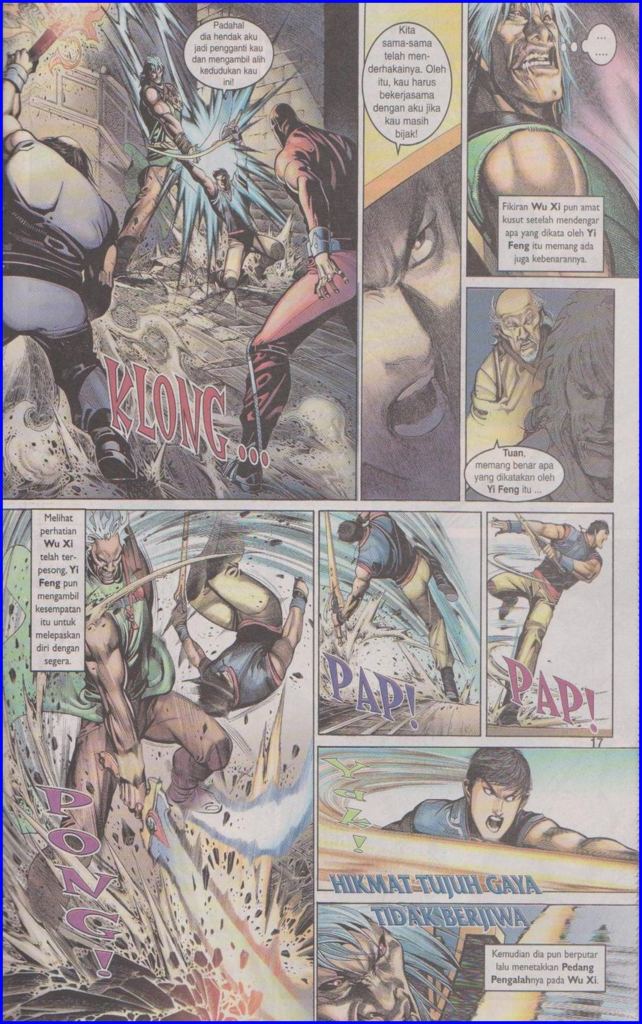 Padahal
dia hendak aku
jadi pengganti kau
dan mengambil alih
kedudukan kau
ini!
Kita
sama-sama
telah men-
derhakainya. Oleh
itu, kau harus
bekerjasama
dengan aku jika
kau masih
bijak!
...
....
Fikiran Wu Xi pun amat
kusut setelah mendengar
apa yang dikata oleh Yi
Feng itu memang ada
juga kebenarannya.
KLONG...
Tuan,
memang benar apa
yang dikatakan oleh
Yi Feng itu ...
Melihat
perhatian
Wu Xi
telah ter-
pesong, Yi
Feng pun
mengambil
kesempatan
itu untuk
melepaskan
diri dengan
segera.
PONG!
PAP!
PAP!
17
HIKMAT TUJUH GAYA
TIDAK BERJIWA
Kemudian dia pun berputar
lalu menetakkan Pedang
Pengalahnya pada Wu Xi.